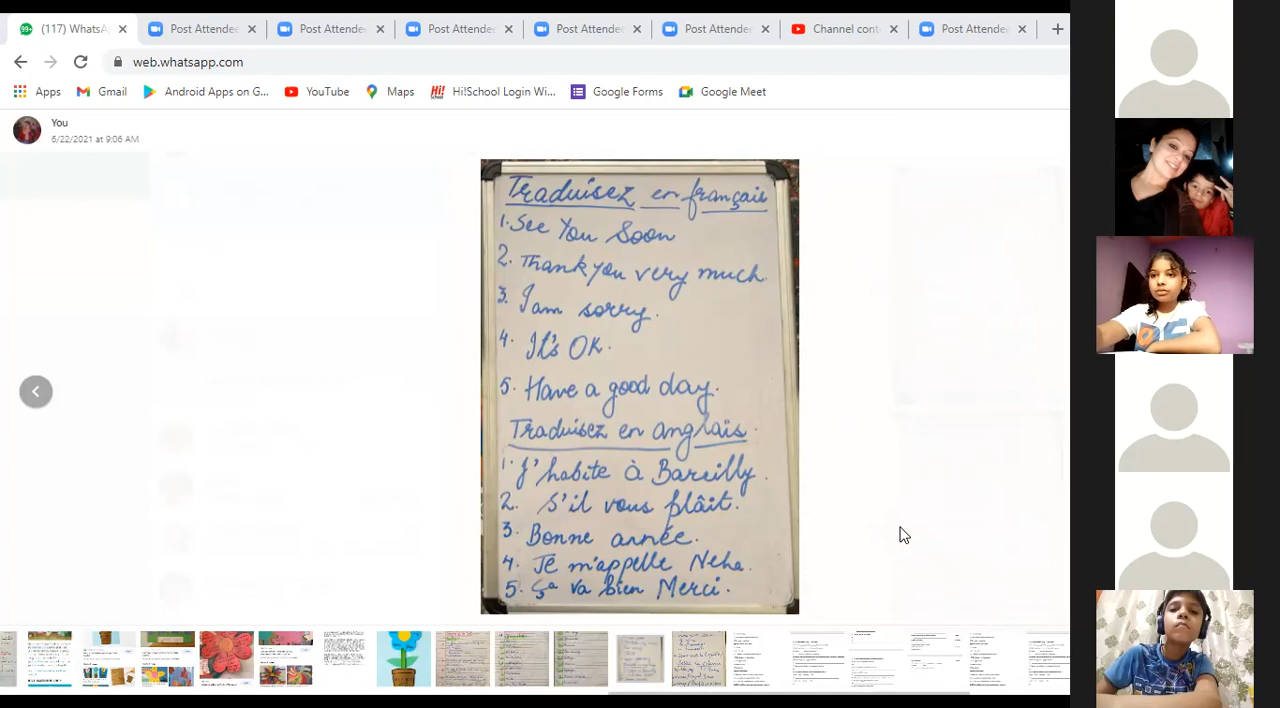 (117) WhatsA
Post Attende
Post Attende
Post Attende
Post Attende
Post Attende
Channel cont
Post Attende
web.whatsapp.com
Apps
Gmail
Android Apps on G...
YouTube
Maps
Hi! School
Hi!School Login Wi...
Google Forms
Google Meet
You
6/22/2021 at 9:06 AM
Traduisez en français
1. See You Soon
2. Thank you very much.
3. I am sorry.
4. It's OK.
5. Have a good day.
Traduisez en anglais.
1. J'habite à Bareilly.
2. S'il vous plâit.
3. Bonne année.
4. Je m'appelle Neha.
5. Ça va bien Merci.